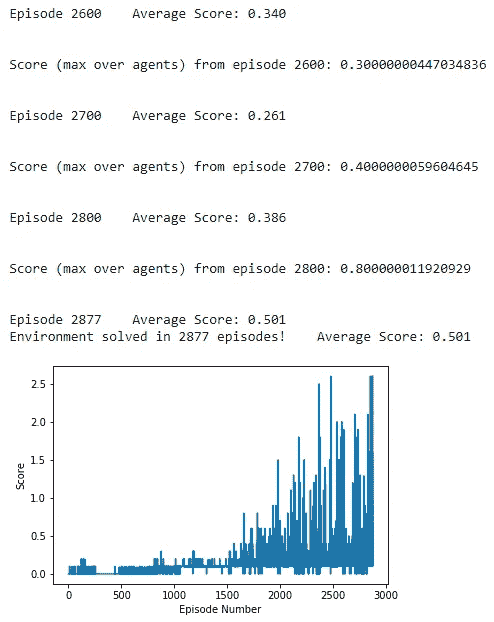 Episode 2600    Average Score: 0.340
Score (max over agents) from episode 2600: 0.30000000447034836
Episode 2700    Average Score: 0.261
Score (max over agents) from episode 2700: 0.4000000059604645
Episode 2800    Average Score: 0.386
Score (max over agents) from episode 2800: 0.800000011920929
Episode 2877    Average Score: 0.501
Environment solved in 2877 episodes!    Average Score: 0.501
2.5
2.0
1.5
1.0
0.5
0.0
Score
0 500 1000 1500 2000 2500 3000
Episode Number